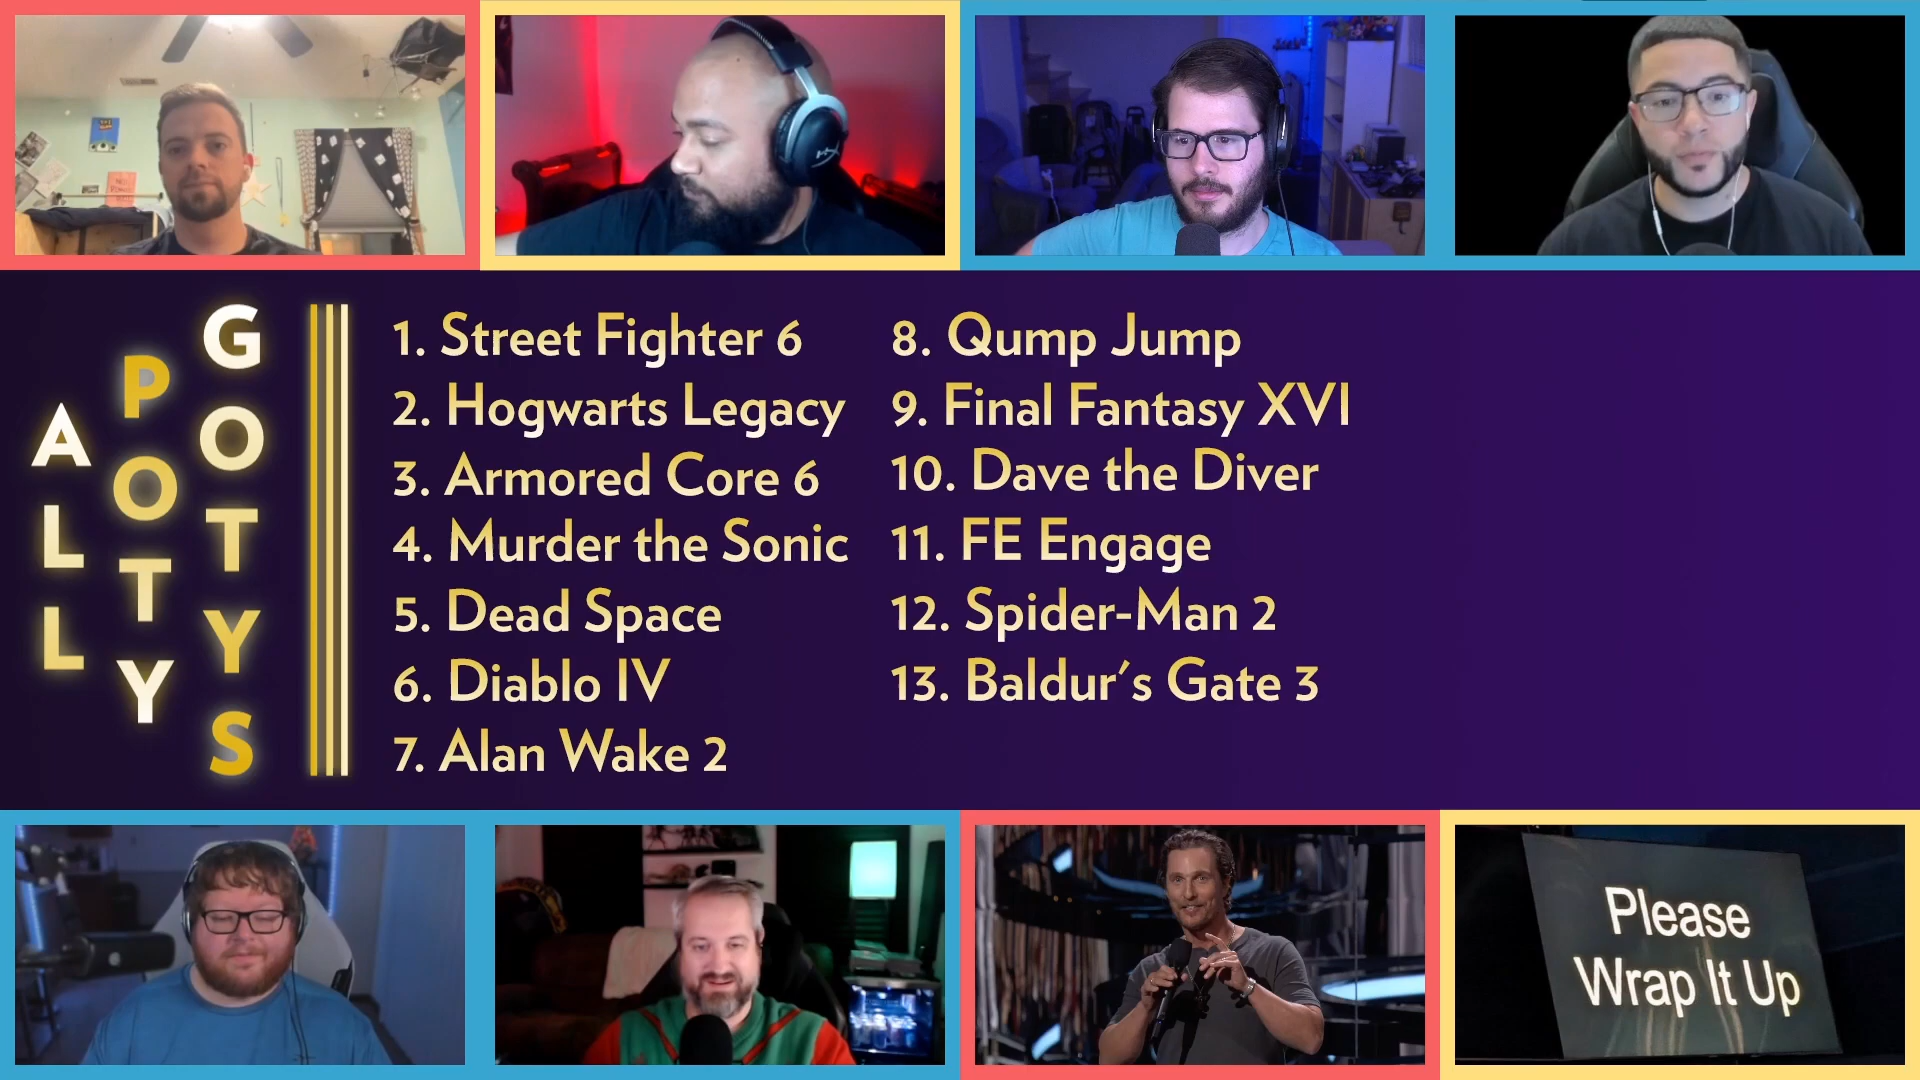 ALL
POTY
GOTYS
1. Street Fighter 6
2. Hogwarts Legacy
3. Armored Core 6
4. Murder the Sonic
5. Dead Space
6. Diablo IV
7. Alan Wake 2
8. Qump Jump
9. Final Fantasy XVI
10. Dave the Diver
11. FE Engage
12. Spider-Man 2
13. Baldur's Gate 3
Please
Wrap It Up